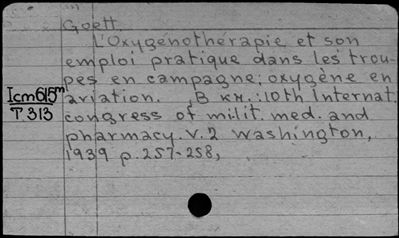 Goett
L'Oxygénothérapie et son
emploi pratique dans les trou-
pes en campagne; oxygène en
Icm615m aviation. В кн.: 10th Internat.
T313 congress of milit. med. and
pharmacy. V. 2 Washington,
1939 p. 257-258,